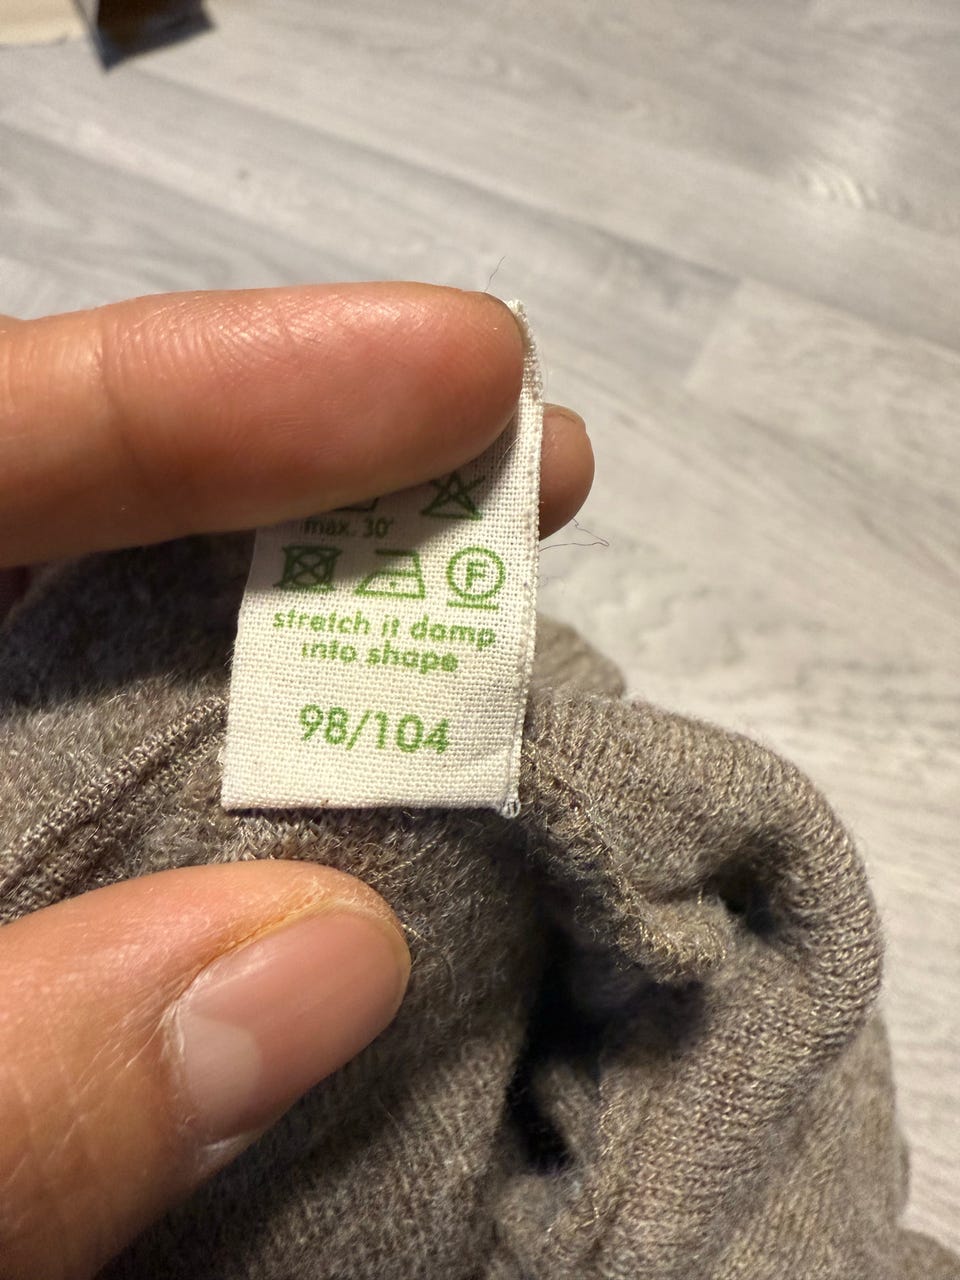 max. 30°
F
stretch it damp
into shape
98/104